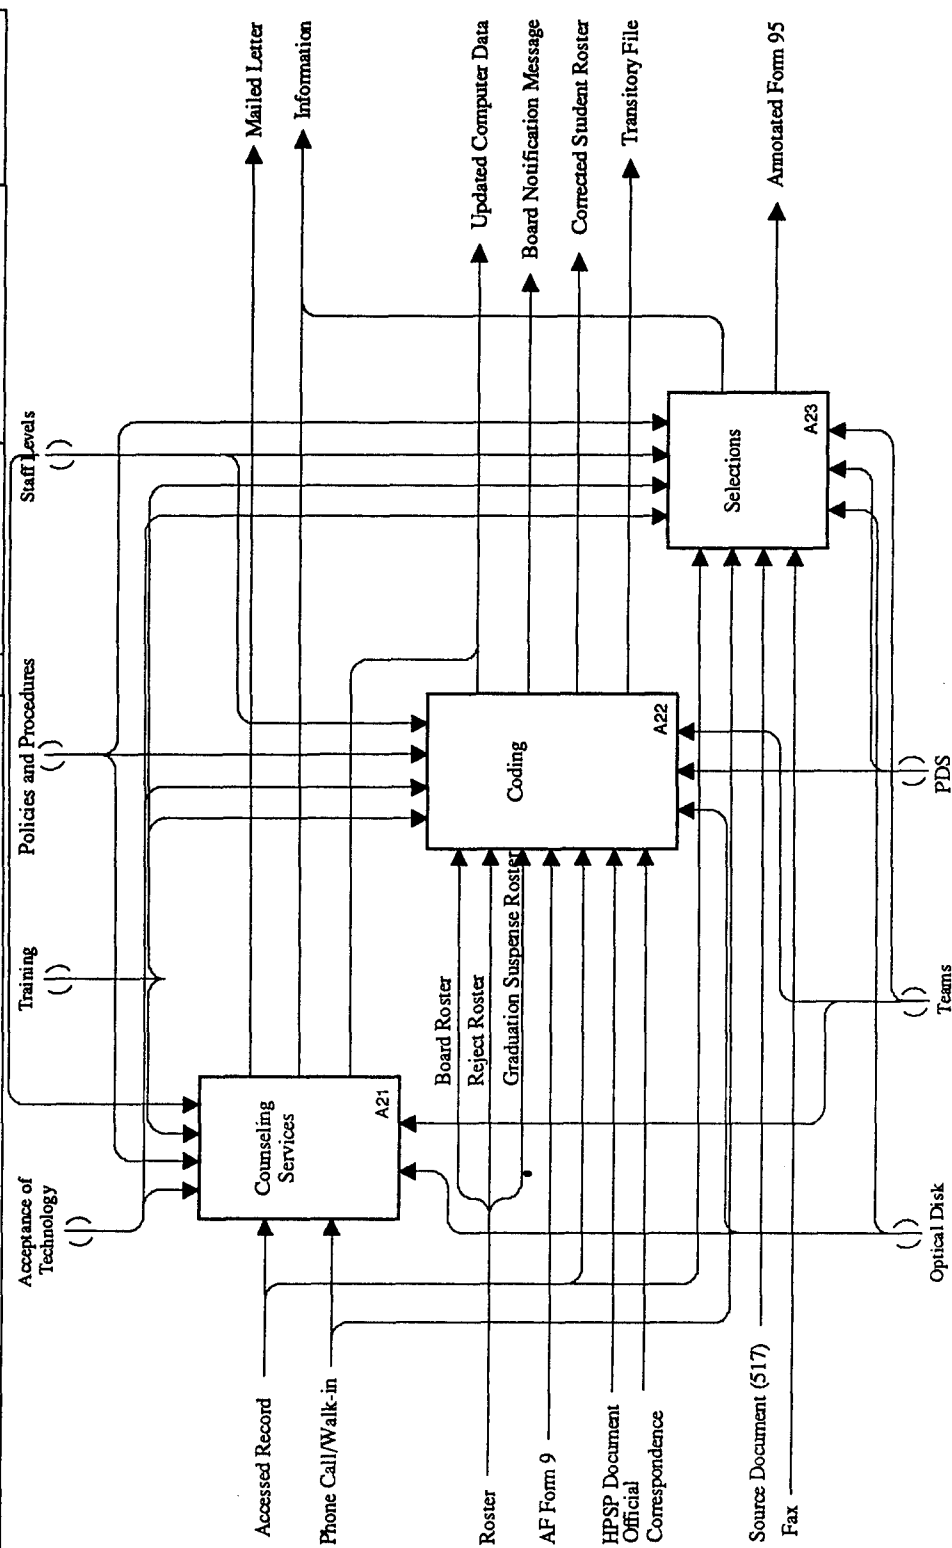 Acceptance of
Technology
Training
Policies and Procedures
Staff Levels
Accessed Record
Phone Call/Walk-in
Roster
AF Form 9
HPSP Document
Official
Correspondence
Source Document (517)
Fax
Counseling
Services
A21
Board Roster
Reject Roster
Graduation Suspense Roster
Coding
A22
Selections
A23
Mailed Letter
Information
Updated Computer Data
Board Notification Message
Corrected Student Roster
Transitory File
Annotated Form 95
Optical Disk
Teams
PDS